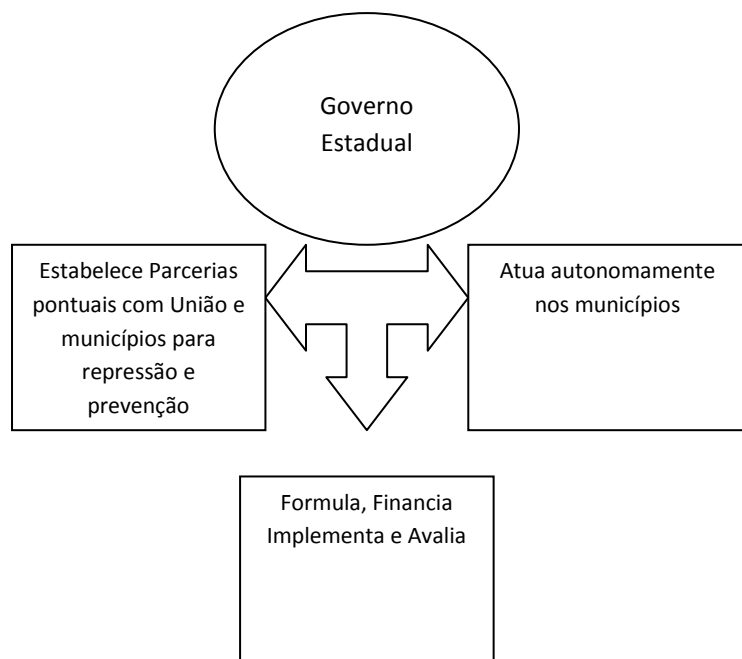 Governo
Estadual
Estabelece Parcerias
pontuais com União e
municípios para
repressão e
prevenção
Atua autonomamente
nos municípios
Formula, Financia
Implementa e Avalia